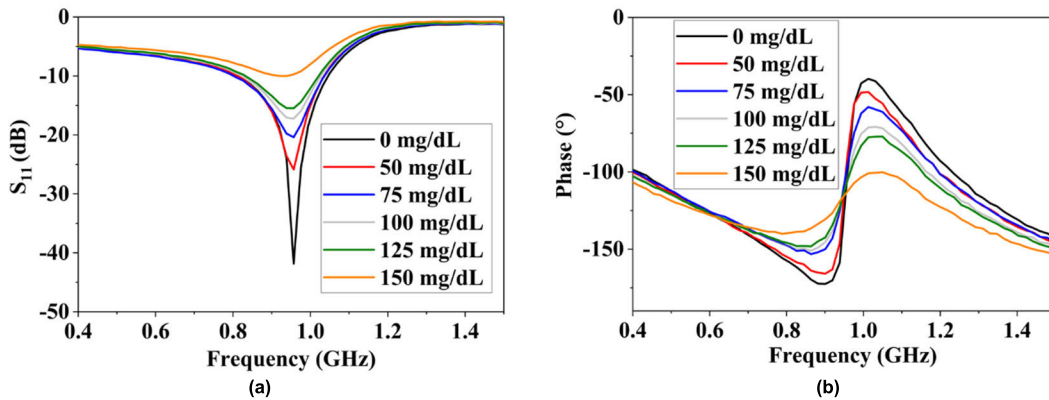 S11 (dB)
0
-10
-20
-30
-40
-50
0 mg/dL
50 mg/dL
75 mg/dL
100 mg/dL
125 mg/dL
150 mg/dL
0.4 0.6 0.8 1.0 1.2 1.4
Frequency (GHz)
(a)
Phase (°)
0
-50
-100
-150
0 mg/dL
50 mg/dL
75 mg/dL
100 mg/dL
125 mg/dL
150 mg/dL
0.4 0.6 0.8 1.0 1.2 1.4
Frequency (GHz)
(b)